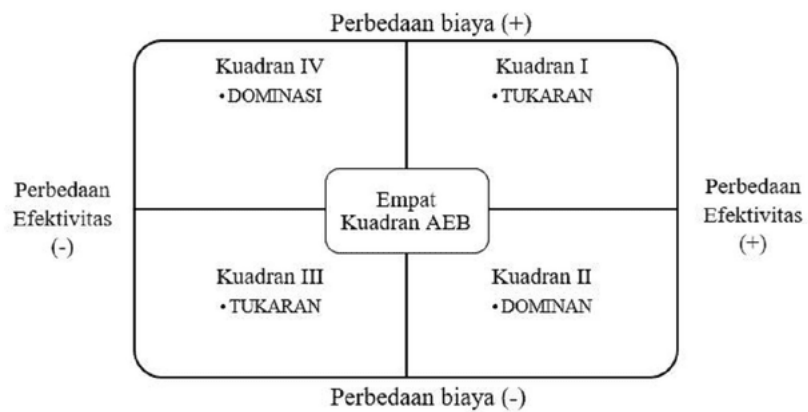 Perbedaan biaya (+)
Kuadran IV
•DOMINASI
Kuadran I
•TUKARAN
Perbedaan
Efektivitas
(-)
Empat
Kuadran AEB
Perbedaan
Efektivitas
(+)
Kuadran III
•TUKARAN
Kuadran II
•DOMINAN
Perbedaan biaya (-)